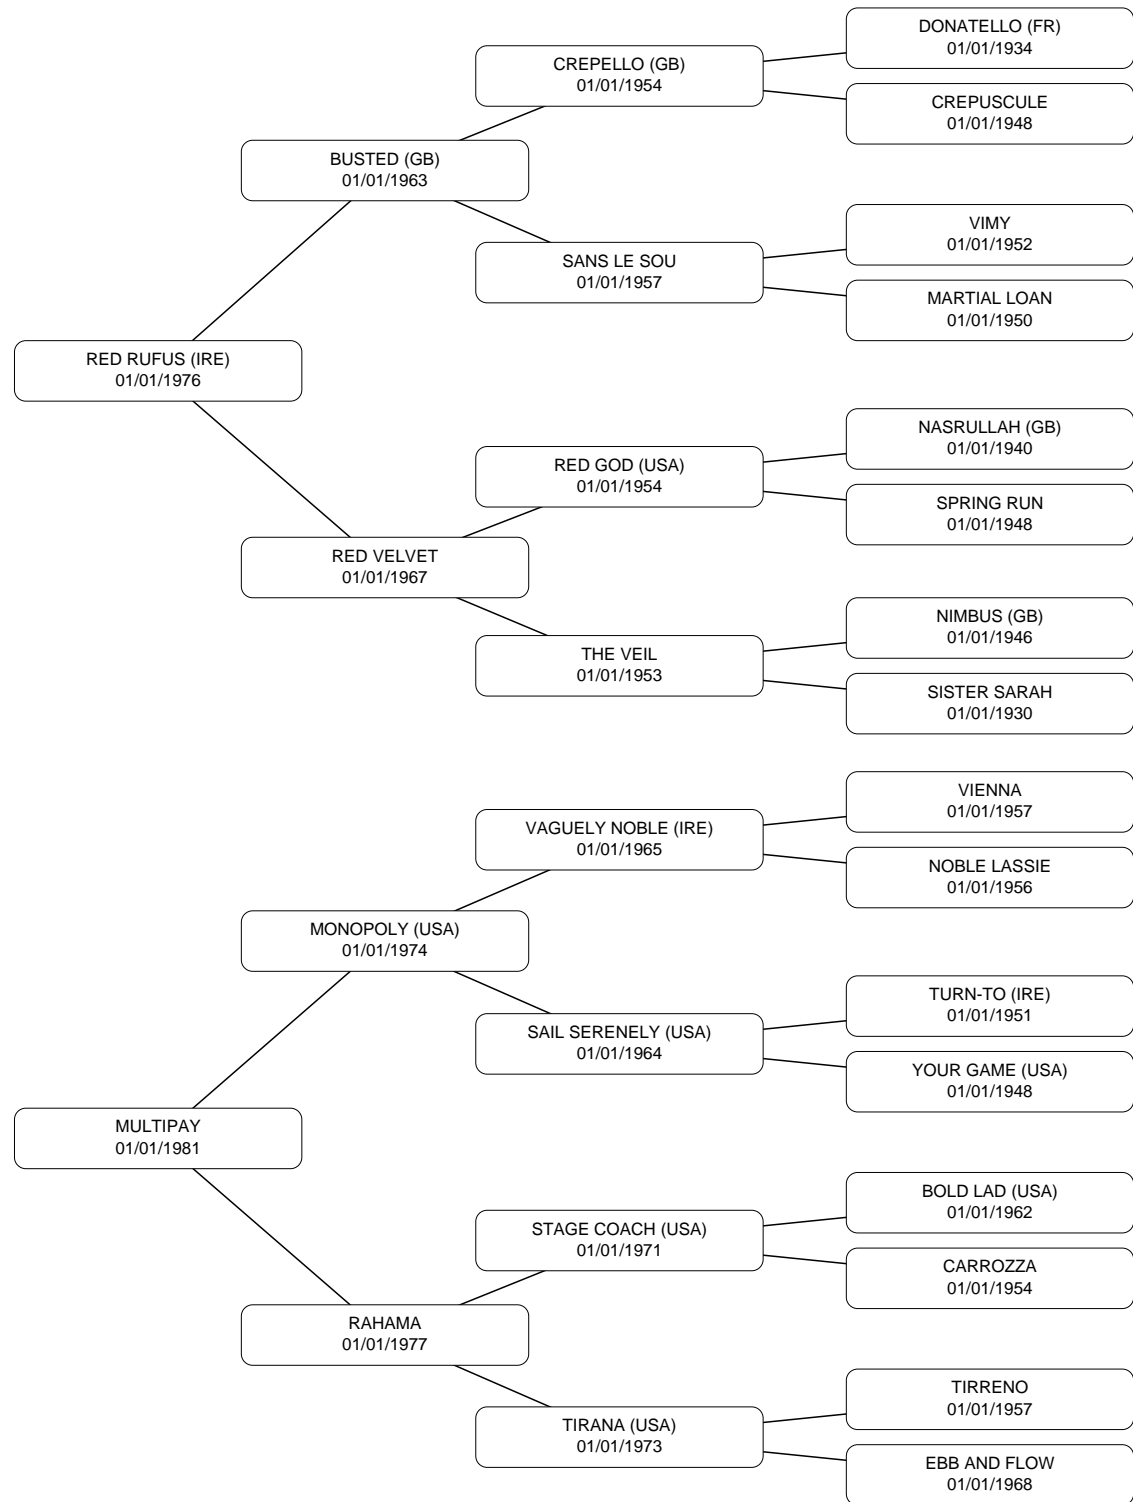 DONATELLO (FR)
01/01/1934
CREPELLO (GB)
01/01/1954
CREPUSCULE
01/01/1948
BUSTED (GB)
01/01/1963
VIMY
01/01/1952
SANS LE SOU
01/01/1957
MARTIAL LOAN
01/01/1950
RED RUFUS (IRE)
01/01/1976
NASRULLAH (GB)
01/01/1940
RED GOD (USA)
01/01/1954
SPRING RUN
01/01/1948
RED VELVET
01/01/1967
NIMBUS (GB)
01/01/1946
THE VEIL
01/01/1953
SISTER SARAH
01/01/1930
VIENNA
01/01/1957
VAGUELY NOBLE (IRE)
01/01/1965
NOBLE LASSIE
01/01/1956
MONOPOLY (USA)
01/01/1974
TURN-TO (IRE)
01/01/1951
SAIL SERENELY (USA)
01/01/1964
YOUR GAME (USA)
01/01/1948
MULTIPAY
01/01/1981
BOLD LAD (USA)
01/01/1962
STAGE COACH (USA)
01/01/1971
CARROZZA
01/01/1954
RAHAMA
01/01/1977
TIRRENO
01/01/1957
TIRANA (USA)
01/01/1973
EBB AND FLOW
01/01/1968